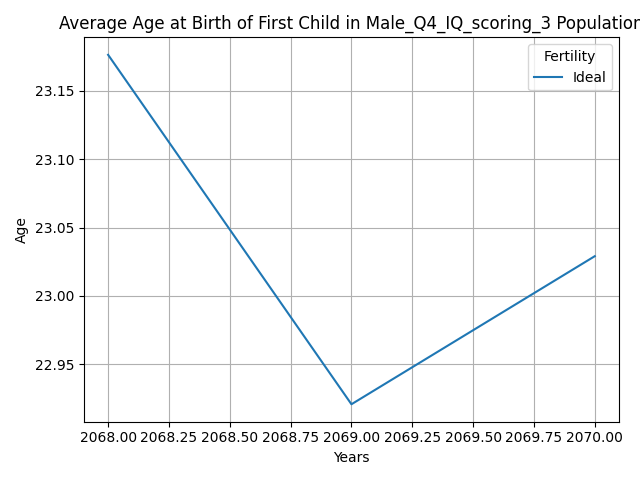 Average Age at Birth of First Child in Male_Q4_IQ_scoring_3 Population
Fertility
Ideal
23.15
23.10
23.05
23.00
22.95
Age
2068.00 2068.25 2068.50 2068.75 2069.00 2069.25 2069.50 2069.75 2070.00
Years